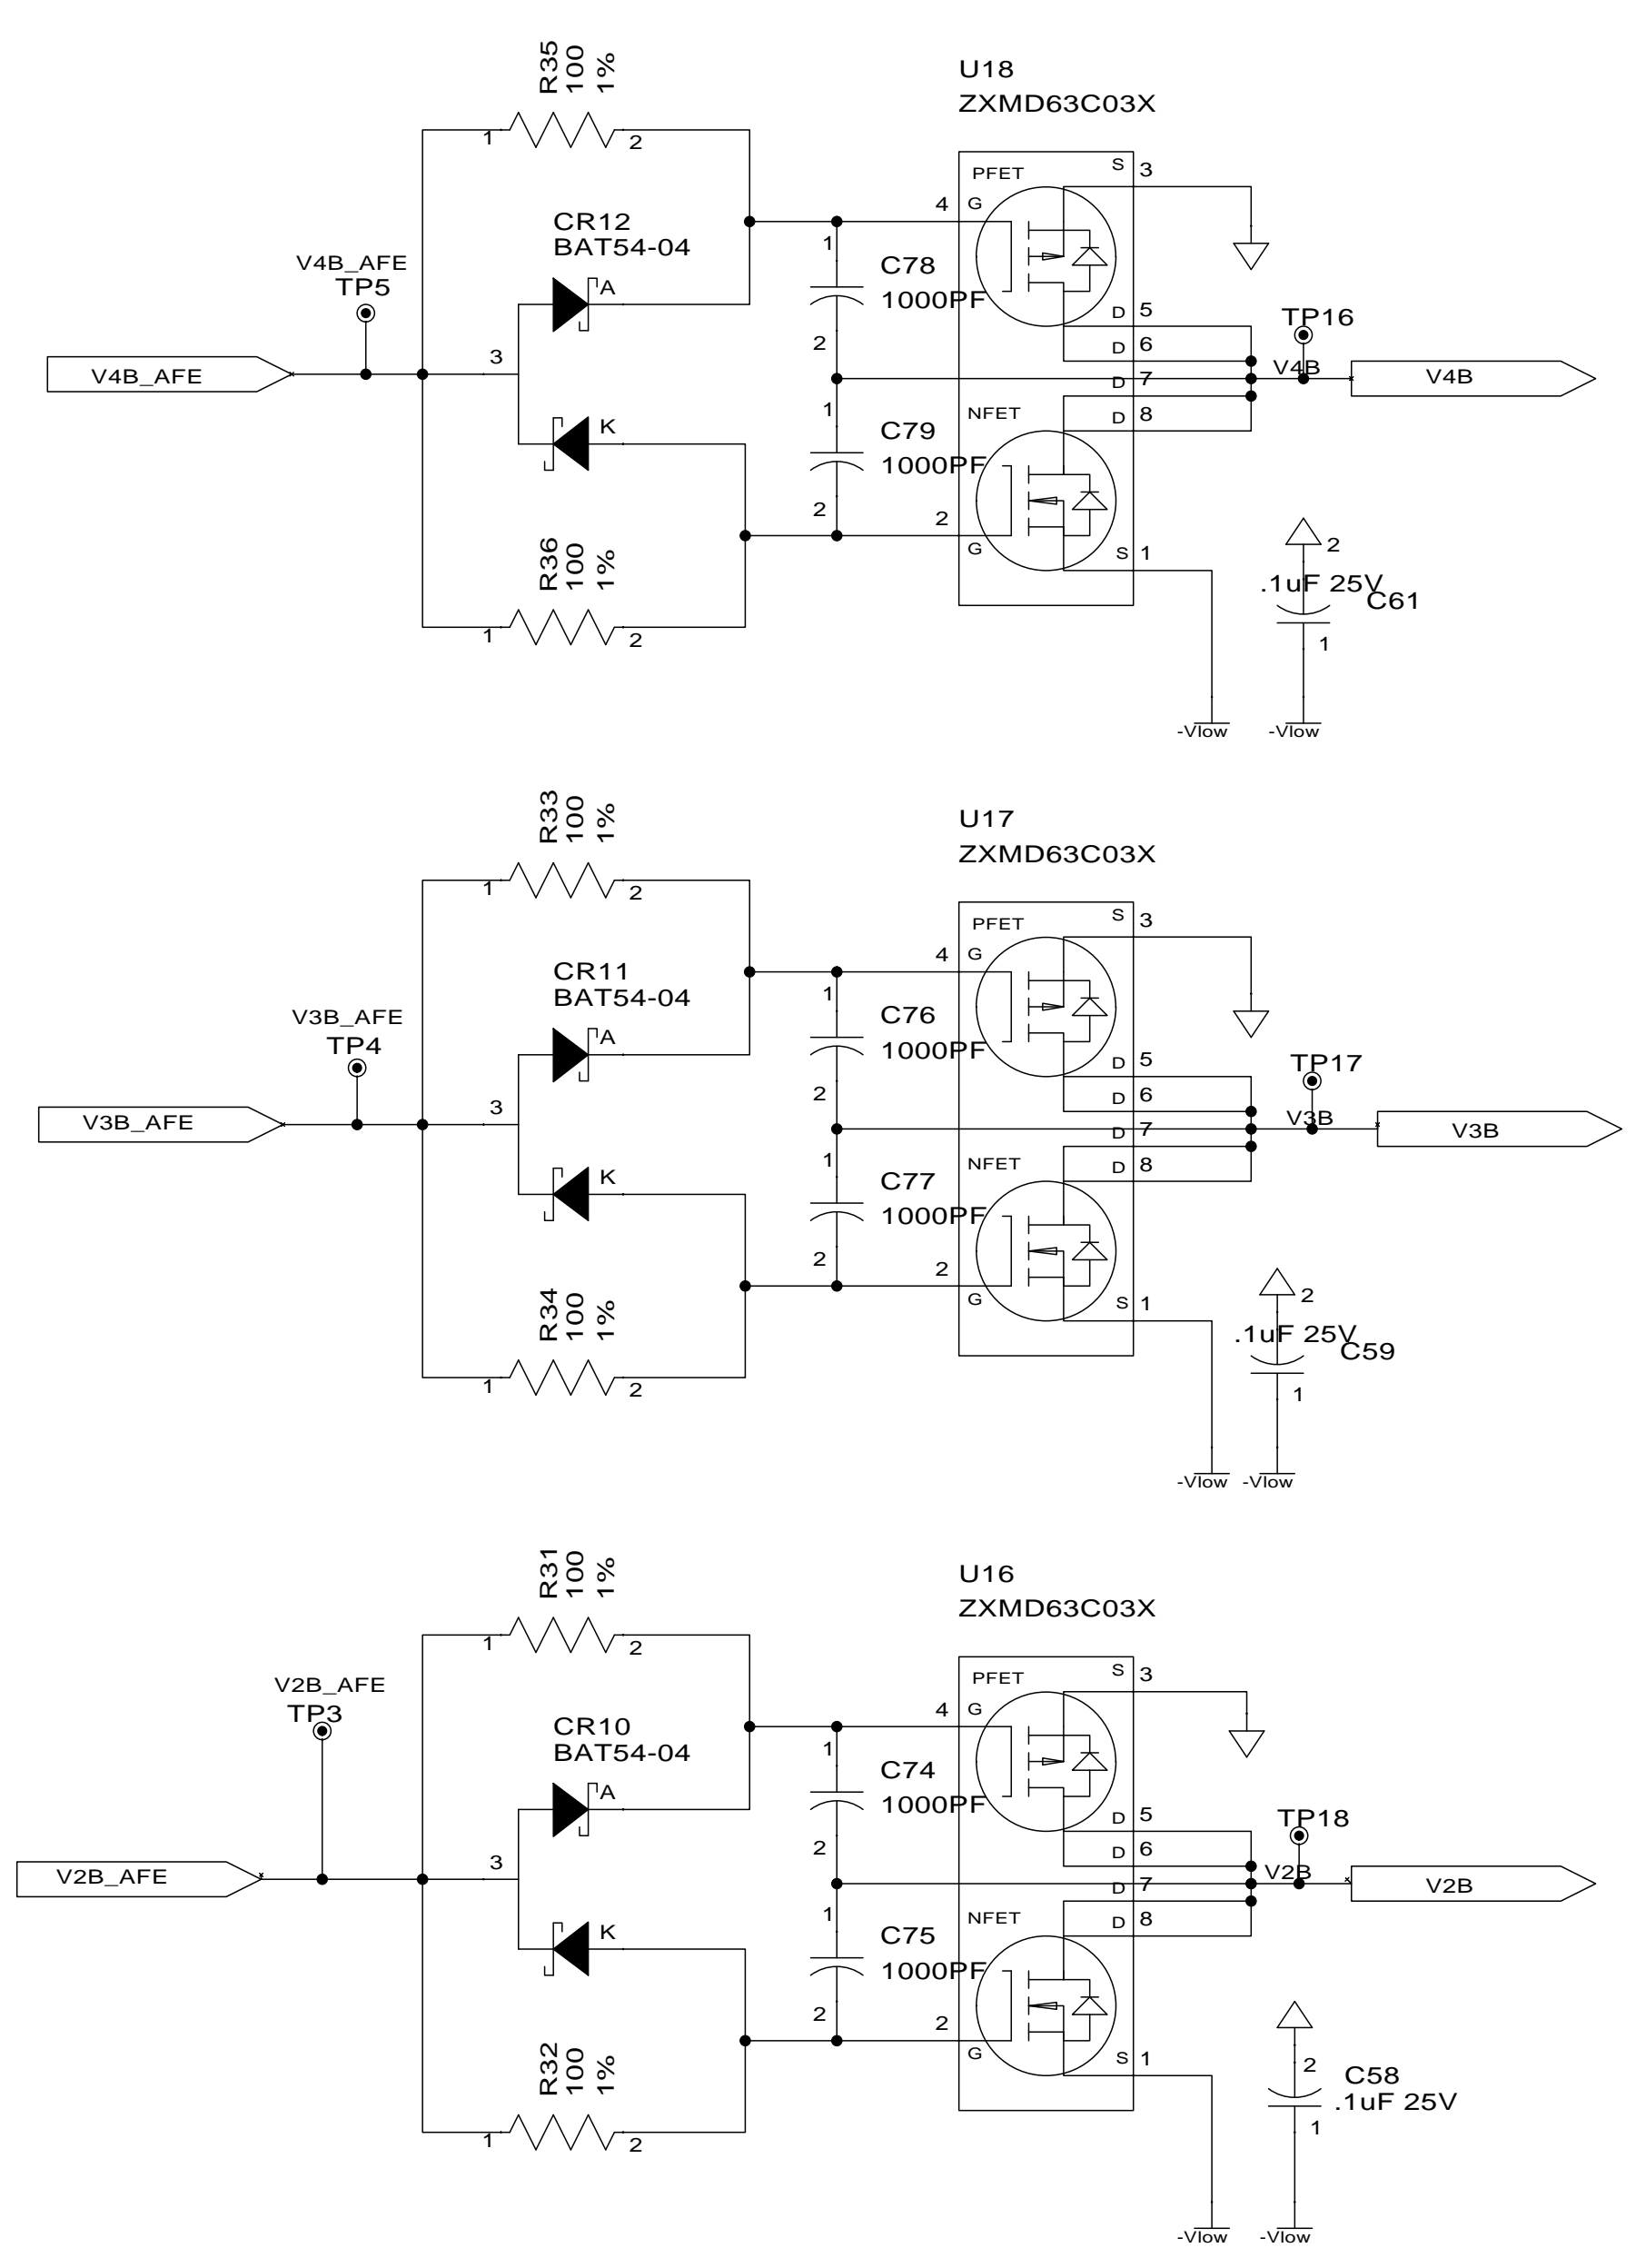 R35
100
1%
U18
ZXMD63C03X
1
2
PFET
S
3
4
G
CR12
BAT54-04
1
C78
1000PF
V4B_AFE
TP5
A
D
5
TP16
2
D
6
3
V4B_AFE
V4B
D
7
V4B
1
NFET
D
8
K
C79
1000PF
2
2
G
S
1
R36
100
1%
2
.1uF 25V
C61
1
2
1
-Vlow
-Vlow
R33
100
1%
U17
ZXMD63C03X
1
2
PFET
S
3
4
G
CR11
BAT54-04
1
C76
1000PF
V3B_AFE
TP4
A
D
5
TP17
2
D
6
3
V3B_AFE
V3B
D
7
V3B
1
NFET
D
8
K
C77
1000PF
2
2
G
S
1
R34
100
1%
2
.1uF 25V
C59
1
2
1
-Vlow
-Vlow
R31
100
1%
U16
ZXMD63C03X
1
2
PFET
S
3
4
G
CR10
BAT54-04
1
C74
1000PF
V2B_AFE
TP3
A
D
5
TP18
2
D
6
3
V2B_AFE
V2B
D
7
V2B
1
NFET
D
8
K
C75
1000PF
2
2
G
S
1
R32
100
1%
2
C58
.1uF 25V
1
1
2
-Vlow
-Vlow